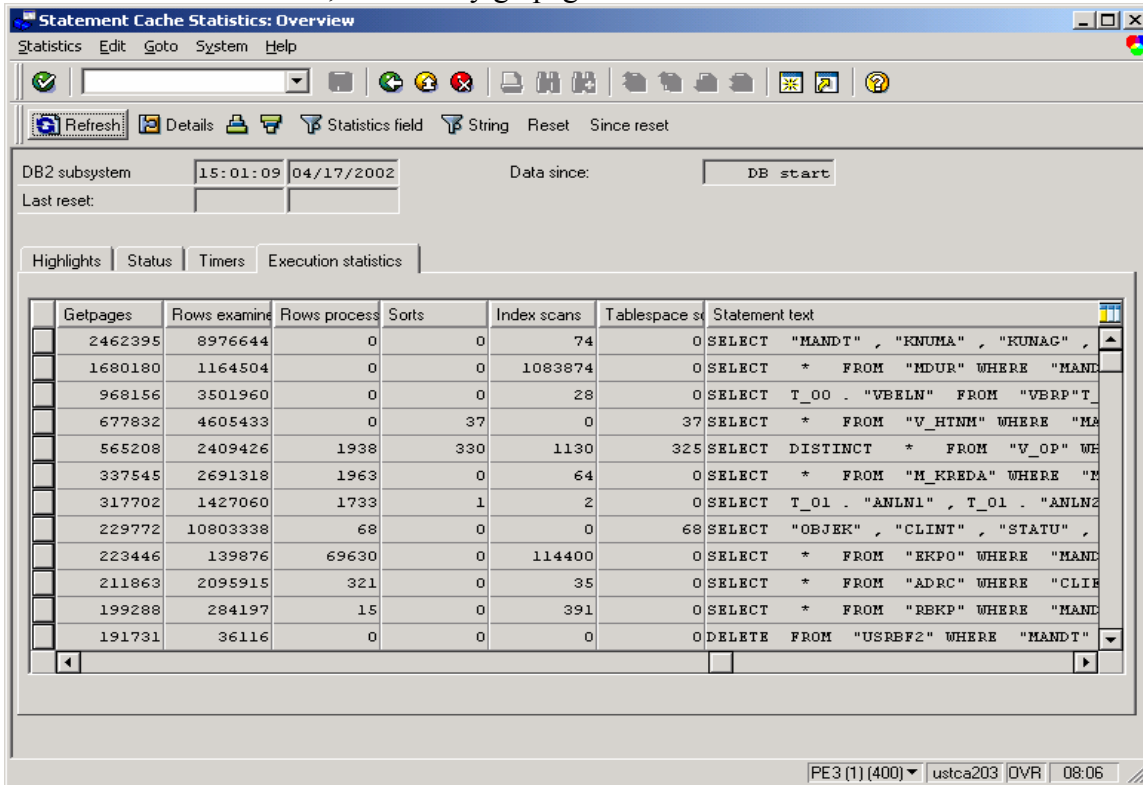 Statement Cache Statistics: Overview
Statistics Edit Goto System Help
Refresh Details Statistics field String Reset Since reset
DB2 subsystem 15:01:09 04/17/2002 Data since: DB start
Last reset:
Highlights Status Timers Execution statistics
Getpages Rows examine Rows process Sorts Index scans Tablespace s Statement text
2462395 8976644 0 0 74 0 SELECT "MANDT" , "KNUMA" , "KUNAG" ,
1680180 1164504 0 0 1083874 0 SELECT * FROM "MDUR" WHERE "MAND
968156 3501960 0 0 28 0 SELECT T_00 . "VBELN" FROM "VBRP"T_
677832 4605433 0 37 0 37 SELECT * FROM "V_HTNM" WHERE "MA
565208 2409426 1938 330 1130 325 SELECT DISTINCT * FROM "V_OP" WH
337545 2691318 1963 0 64 0 SELECT * FROM "M_KREDA" WHERE "M
317702 1427060 1733 1 2 0 SELECT T_01 . "ANLN1" , T_01 . "ANLN2
229772 10803338 68 0 0 68 SELECT "OBJEK" , "CLINT" , "STATU" ,
223446 139876 69630 0 114400 0 SELECT * FROM "EKPO" WHERE "MAND
211863 2095915 321 0 35 0 SELECT * FROM "ADRC" WHERE "CLIE
199288 284197 15 0 391 0 SELECT * FROM "RBKP" WHERE "MAND
191731 36116 0 0 0 0 DELETE FROM "USRBF2" WHERE "MANDT"
PE3 (1) (400) ustca203 OVR 08:06